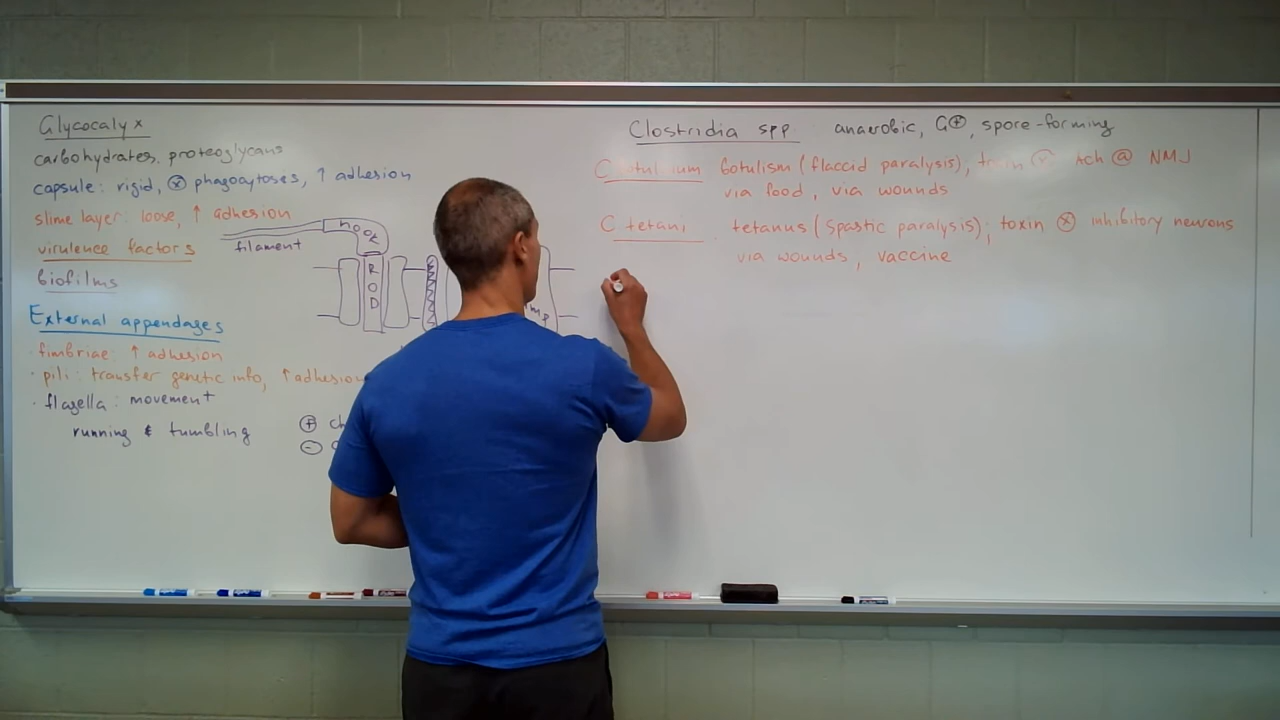 Glycocalyx
carbohydrates, proteoglycans
capsule: rigid, ⊗ phagocytoses, ↑ adhesion
slime layer: loose, ↑ adhesion
virulence factors
biofilms
External appendages
· fimbriae: ↑ adhesion
· pili: transfer genetic info, ↑ adhesion
· flagella: movement
running & tumbling
⊕ ch
⊖
hook
filament
ROD
Clostridia spp anaerobic, G⊕, spore-forming
botulism (flaccid paralysis), Ach @ NMJ
via food, via wounds
C tetani tetanus (spastic paralysis); toxin ⊗ inhibitory neurons
via wounds, vaccine